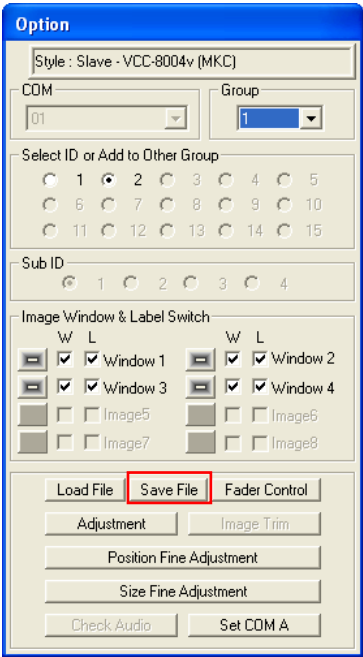 Option
Style : Slave - VCC-8004v (MKC)
COM Group
01 1
Select ID or Add to Other Group
1 2 3 4 5
6 7 8 9 10
11 12 13 14 15
Sub ID
1 2 3 4
Image Window & Label Switch
W L W L
Window 1 Window 2
Window 3 Window 4
Image5 Image6
Image7 Image8
Load File Save File Fader Control
Adjustment Image Trim
Position Fine Adjustment
Size Fine Adjustment
Check Audio Set COM A